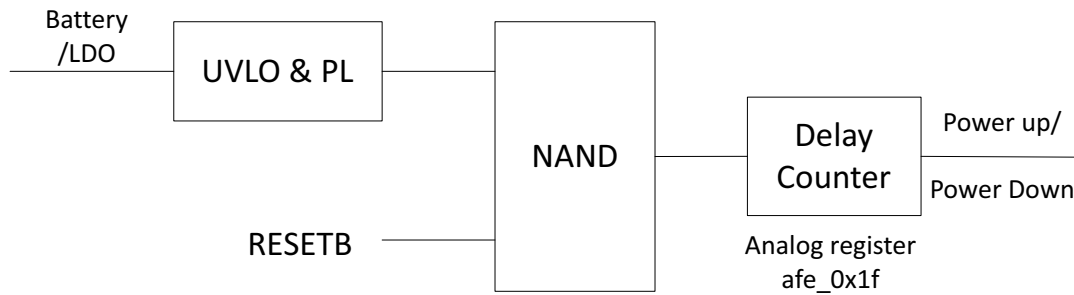 Battery
/LDO
UVLO & PL
NAND
RESETB
Delay
Counter
Power up/
Power Down
Analog register
afe_0x1f